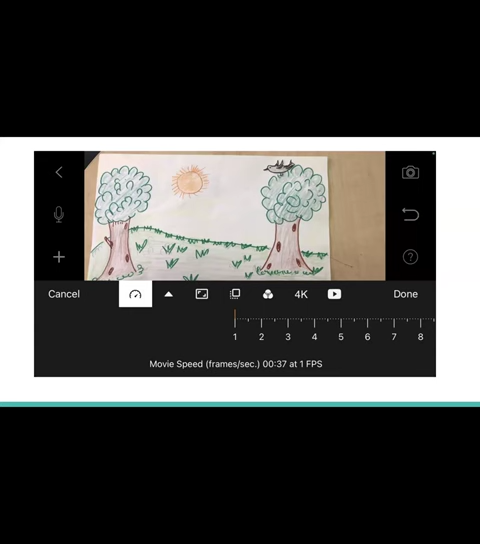 Cancel
4K
Done
1 2 3 4 5 6 7 8
Movie Speed (frames/sec.) 00:37 at 1 FPS